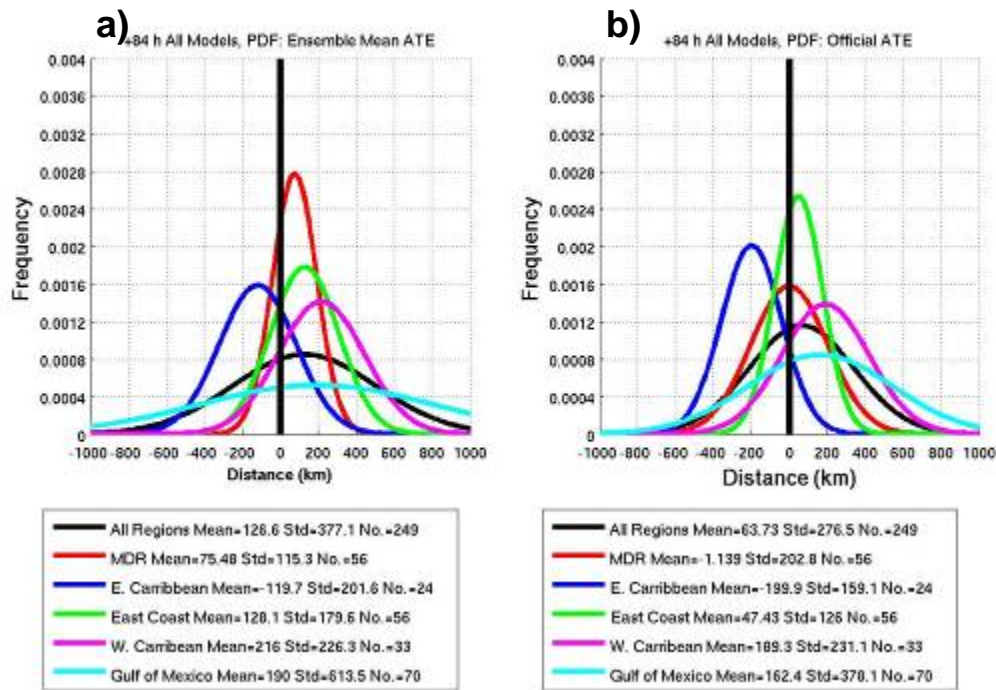 a)
+84 h All Models, PDF: Ensemble Mean ATE
0.004
0.0036
0.0032
0.0028
0.0024
0.002
0.0016
0.0012
0.0008
0.0004
0
Frequency
-1000 -800 -600 -400 -200 0 200 400 600 800 1000
Distance (km)
All Regions Mean=126.6 Std=377.1 No.=249
MDR Mean=75.48 Std=115.3 No.=56
E. Carribbean Mean=-119.7 Std=201.6 No.=24
East Coast Mean=128.1 Std=179.6 No.=56
W. Carribean Mean=216 Std=226.3 No.=33
Gulf of Mexico Mean=190 Std=613.5 No.=70
b)
+84 h All Models, PDF: Official ATE
0.004
0.0036
0.0032
0.0028
0.0024
0.002
0.0016
0.0012
0.0008
0.0004
0
Frequency
-1000 -800 -600 -400 -200 0 200 400 600 800 1000
Distance (km)
All Regions Mean=63.73 Std=276.5 No.=249
MDR Mean=-1.139 Std=202.8 No.=56
E. Carribbean Mean=-199.9 Std=159.1 No.=24
East Coast Mean=47.43 Std=126 No.=56
W. Carribean Mean=189.3 Std=231.1 No.=33
Gulf of Mexico Mean=162.4 Std=378.1 No.=70